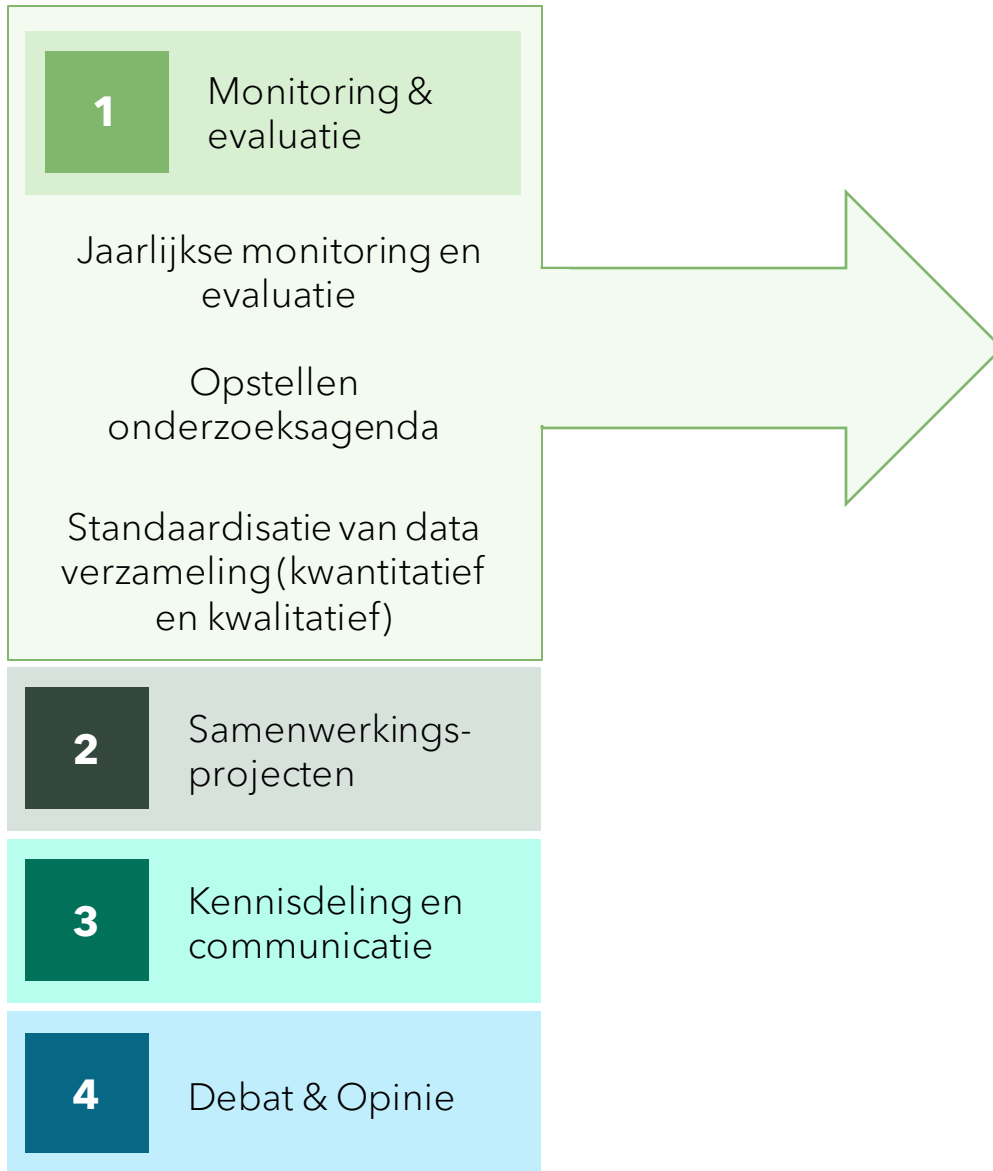 1
Monitoring &
evaluatie
Jaarlijkse monitoring en
evaluatie
Opstellen
onderzoeksagenda
Standaardisatie van data
verzameling (kwantitatief
en kwalitatief)
2
Samenwerkings-
projecten
3
Kennisdeling en
communicatie
4
Debat & Opinie